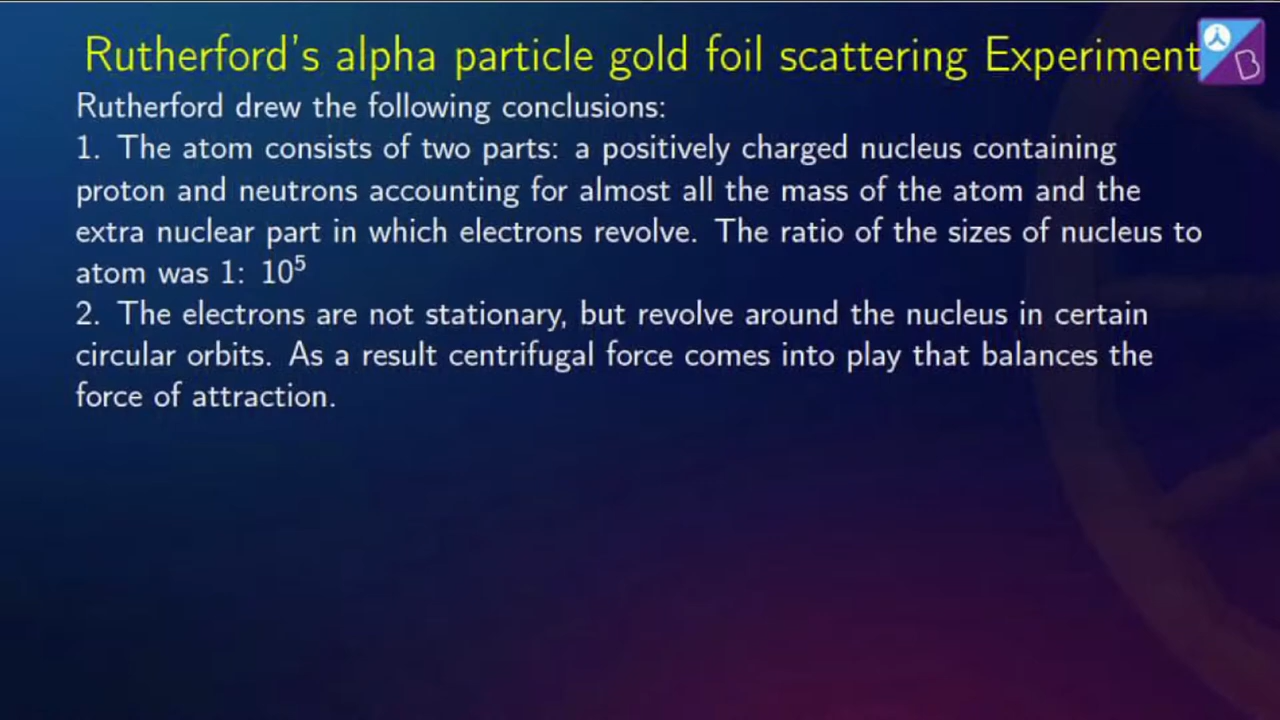 Rutherford's alpha particle gold foil scattering Experiment
Rutherford drew the following conclusions:
1. The atom consists of two parts: a positively charged nucleus containing
proton and neutrons accounting for almost all the mass of the atom and the
extra nuclear part in which electrons revolve. The ratio of the sizes of nucleus to
atom was 1: 10⁵
2. The electrons are not stationary, but revolve around the nucleus in certain
circular orbits. As a result centrifugal force comes into play that balances the
force of attraction.
B